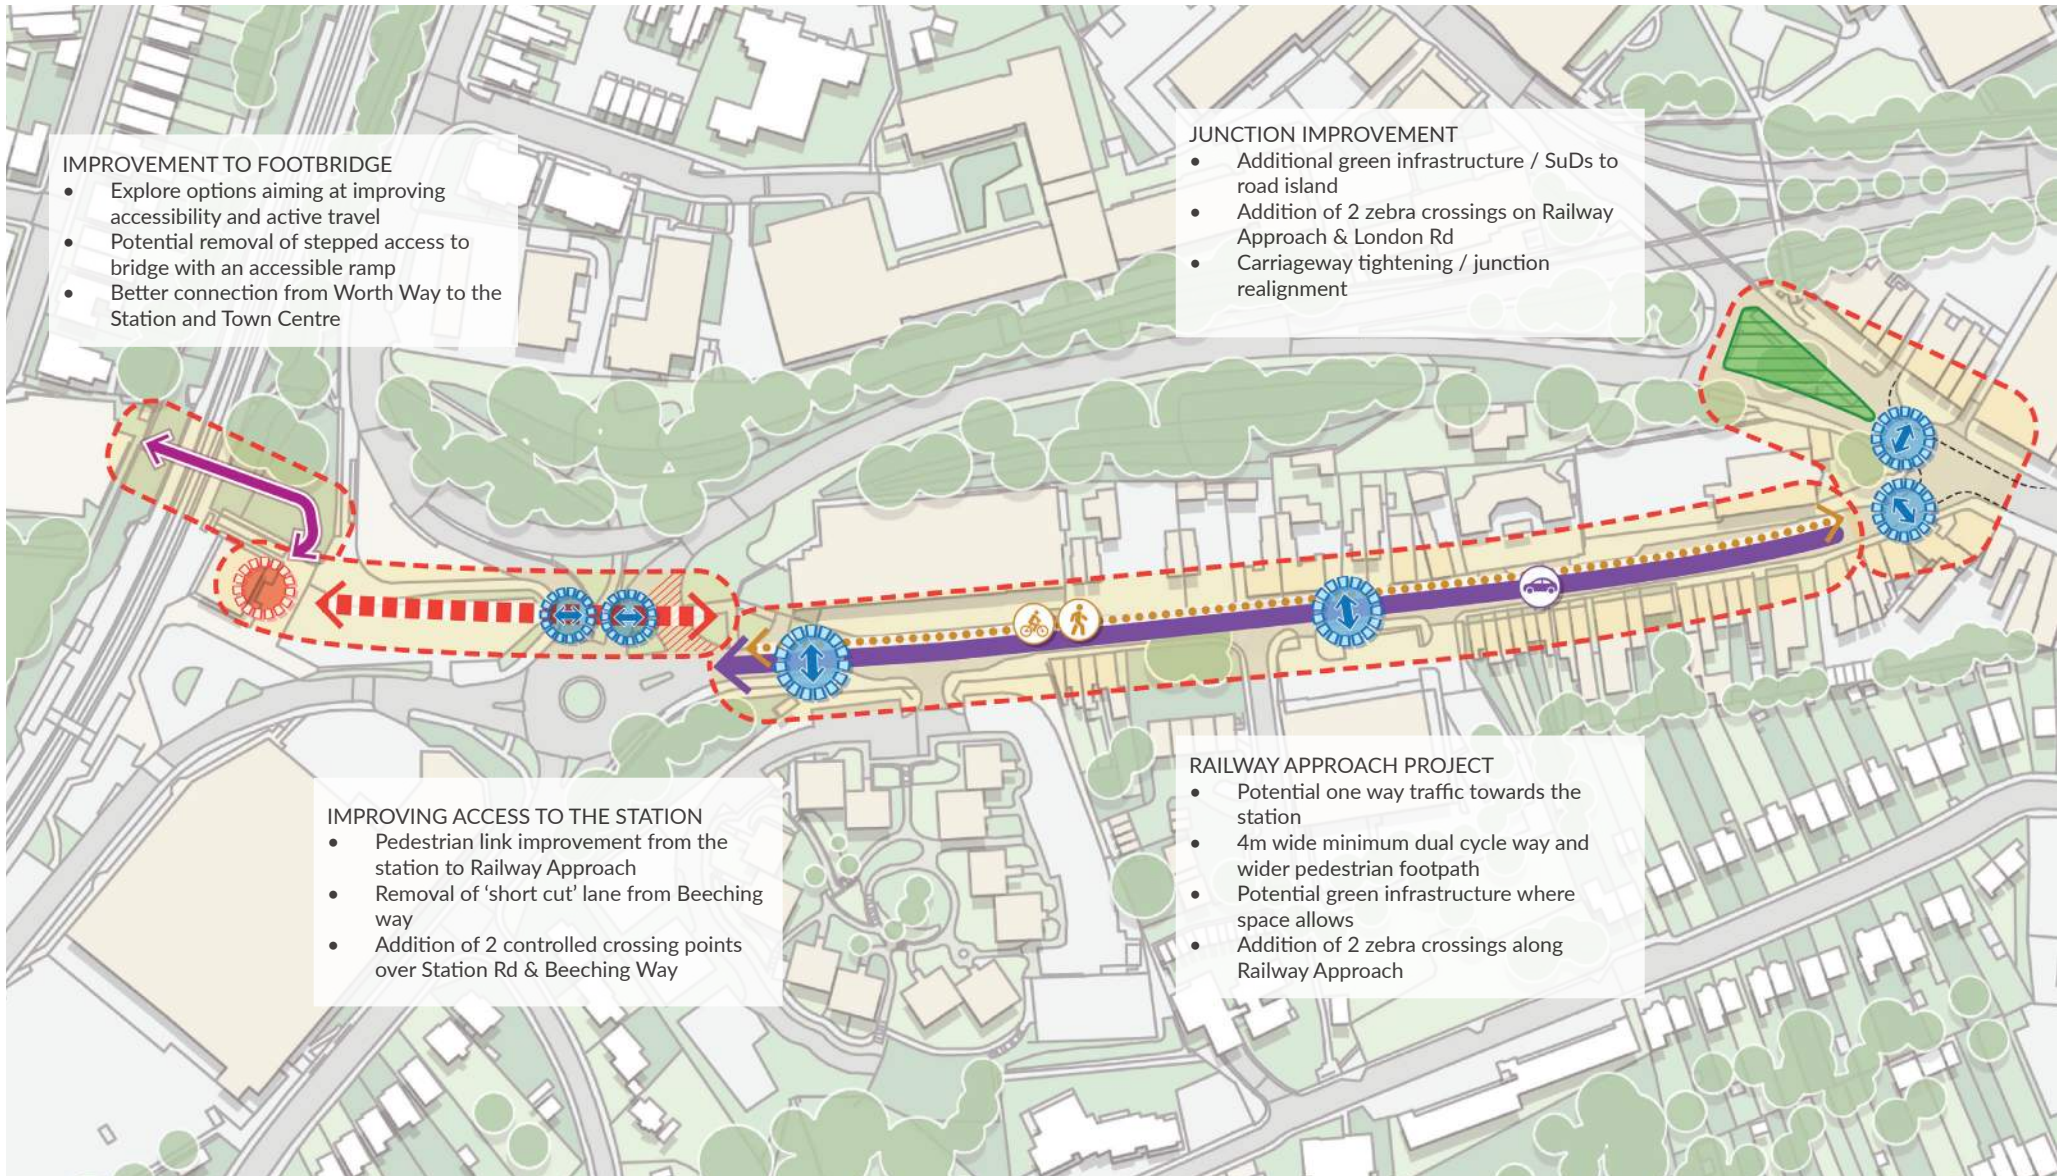 IMPROVEMENT TO FOOTBRIDGE
• Explore options aiming at improving
accessibility and active travel
• Potential removal of stepped access to
bridge with an accessible ramp
• Better connection from Worth Way to the
Station and Town Centre
JUNCTION IMPROVEMENT
• Additional green infrastructure / SuDs to
road island
• Addition of 2 zebra crossings on Railway
Approach & London Rd
• Carriageway tightening / junction
realignment
IMPROVING ACCESS TO THE STATION
• Pedestrian link improvement from the
station to Railway Approach
• Removal of ‘short cut’ lane from Beeching
way
• Addition of 2 controlled crossing points
over Station Rd & Beeching Way
RAILWAY APPROACH PROJECT
• Potential one way traffic towards the
station
• 4m wide minimum dual cycle way and
wider pedestrian footpath
• Potential green infrastructure where
space allows
• Addition of 2 zebra crossings along
Railway Approach